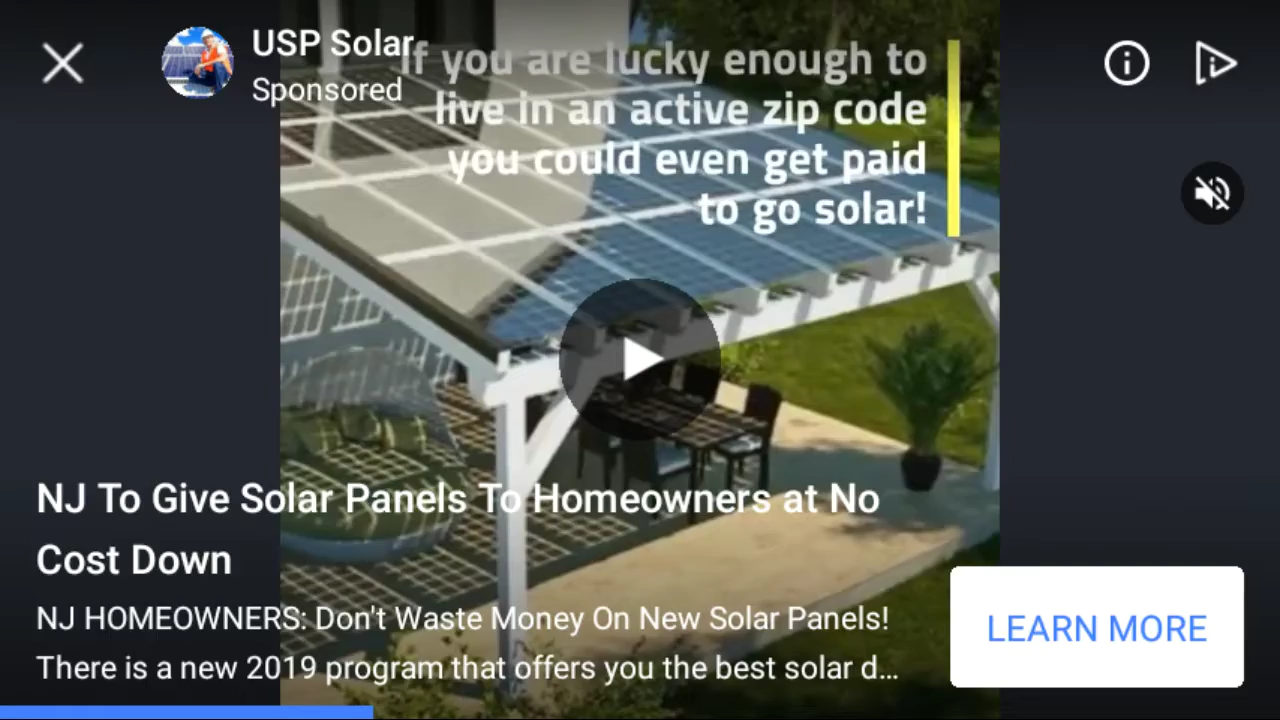 USP Solar
Sponsored
If you are lucky enough to
live in an active zip code
you could even get paid
to go solar!
NJ To Give Solar Panels To Homeowners at No
Cost Down
NJ HOMEOWNERS: Don't Waste Money On New Solar Panels!
There is a new 2019 program that offers you the best solar d...
LEARN MORE